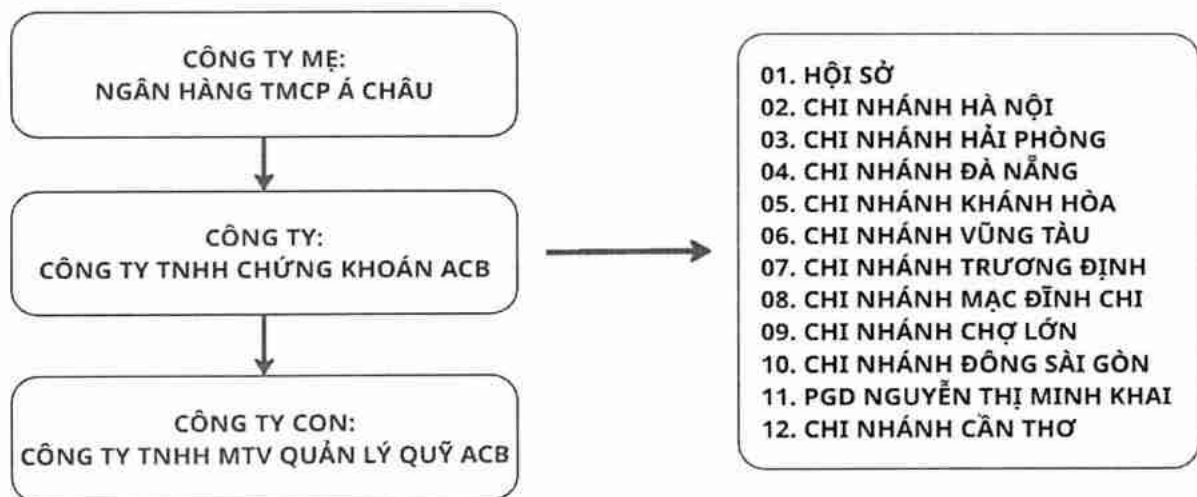 CÔNG TY MẸ:
NGÂN HÀNG TMCP Á CHÂU
CÔNG TY:
CÔNG TY TNHH CHỨNG KHOÁN ACB
CÔNG TY CON:
CÔNG TY TNHH MTV QUẢN LÝ QUỸ ACB
01. HỘI SỞ
02. CHI NHÁNH HÀ NỘI
03. CHI NHÁNH HẢI PHÒNG
04. CHI NHÁNH ĐÀ NẴNG
05. CHI NHÁNH KHÁNH HÒA
06. CHI NHÁNH VŨNG TÀU
07. CHI NHÁNH TRƯƠNG ĐỊNH
08. CHI NHÁNH MẠC ĐĨNH CHI
09. CHI NHÁNH CHỢ LỚN
10. CHI NHÁNH ĐÔNG SÀI GÒN
11. PGD NGUYỄN THỊ MINH KHAI
12. CHI NHÁNH CẦN THƠ